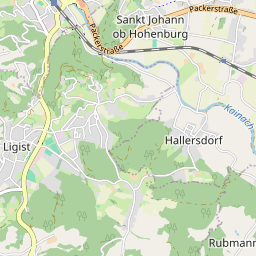 Packerstraße
Sankt Johann
ob Hohenburg
Packerstraße
Kainach
Hallersdorf
Ligist
Rubmann